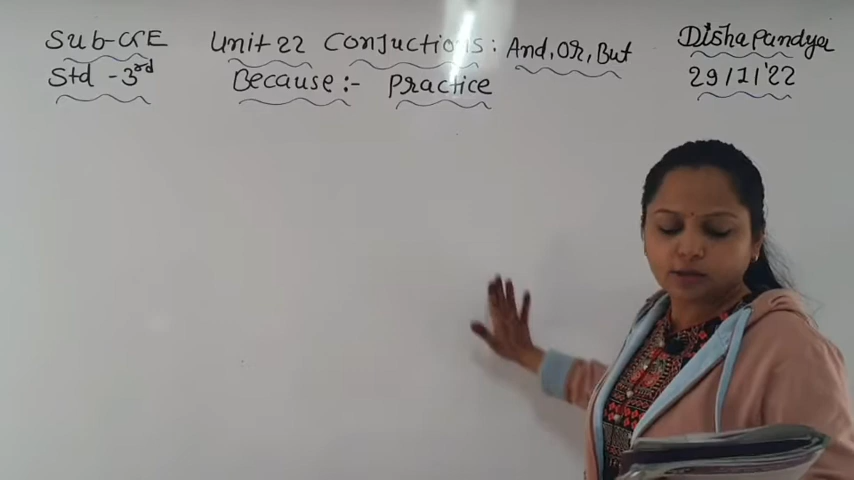 Sub-CRE Unit 22 Conjuctions: And, OR, But Disha Pandya
Std - 3rd Because :- Practice 29/11/22